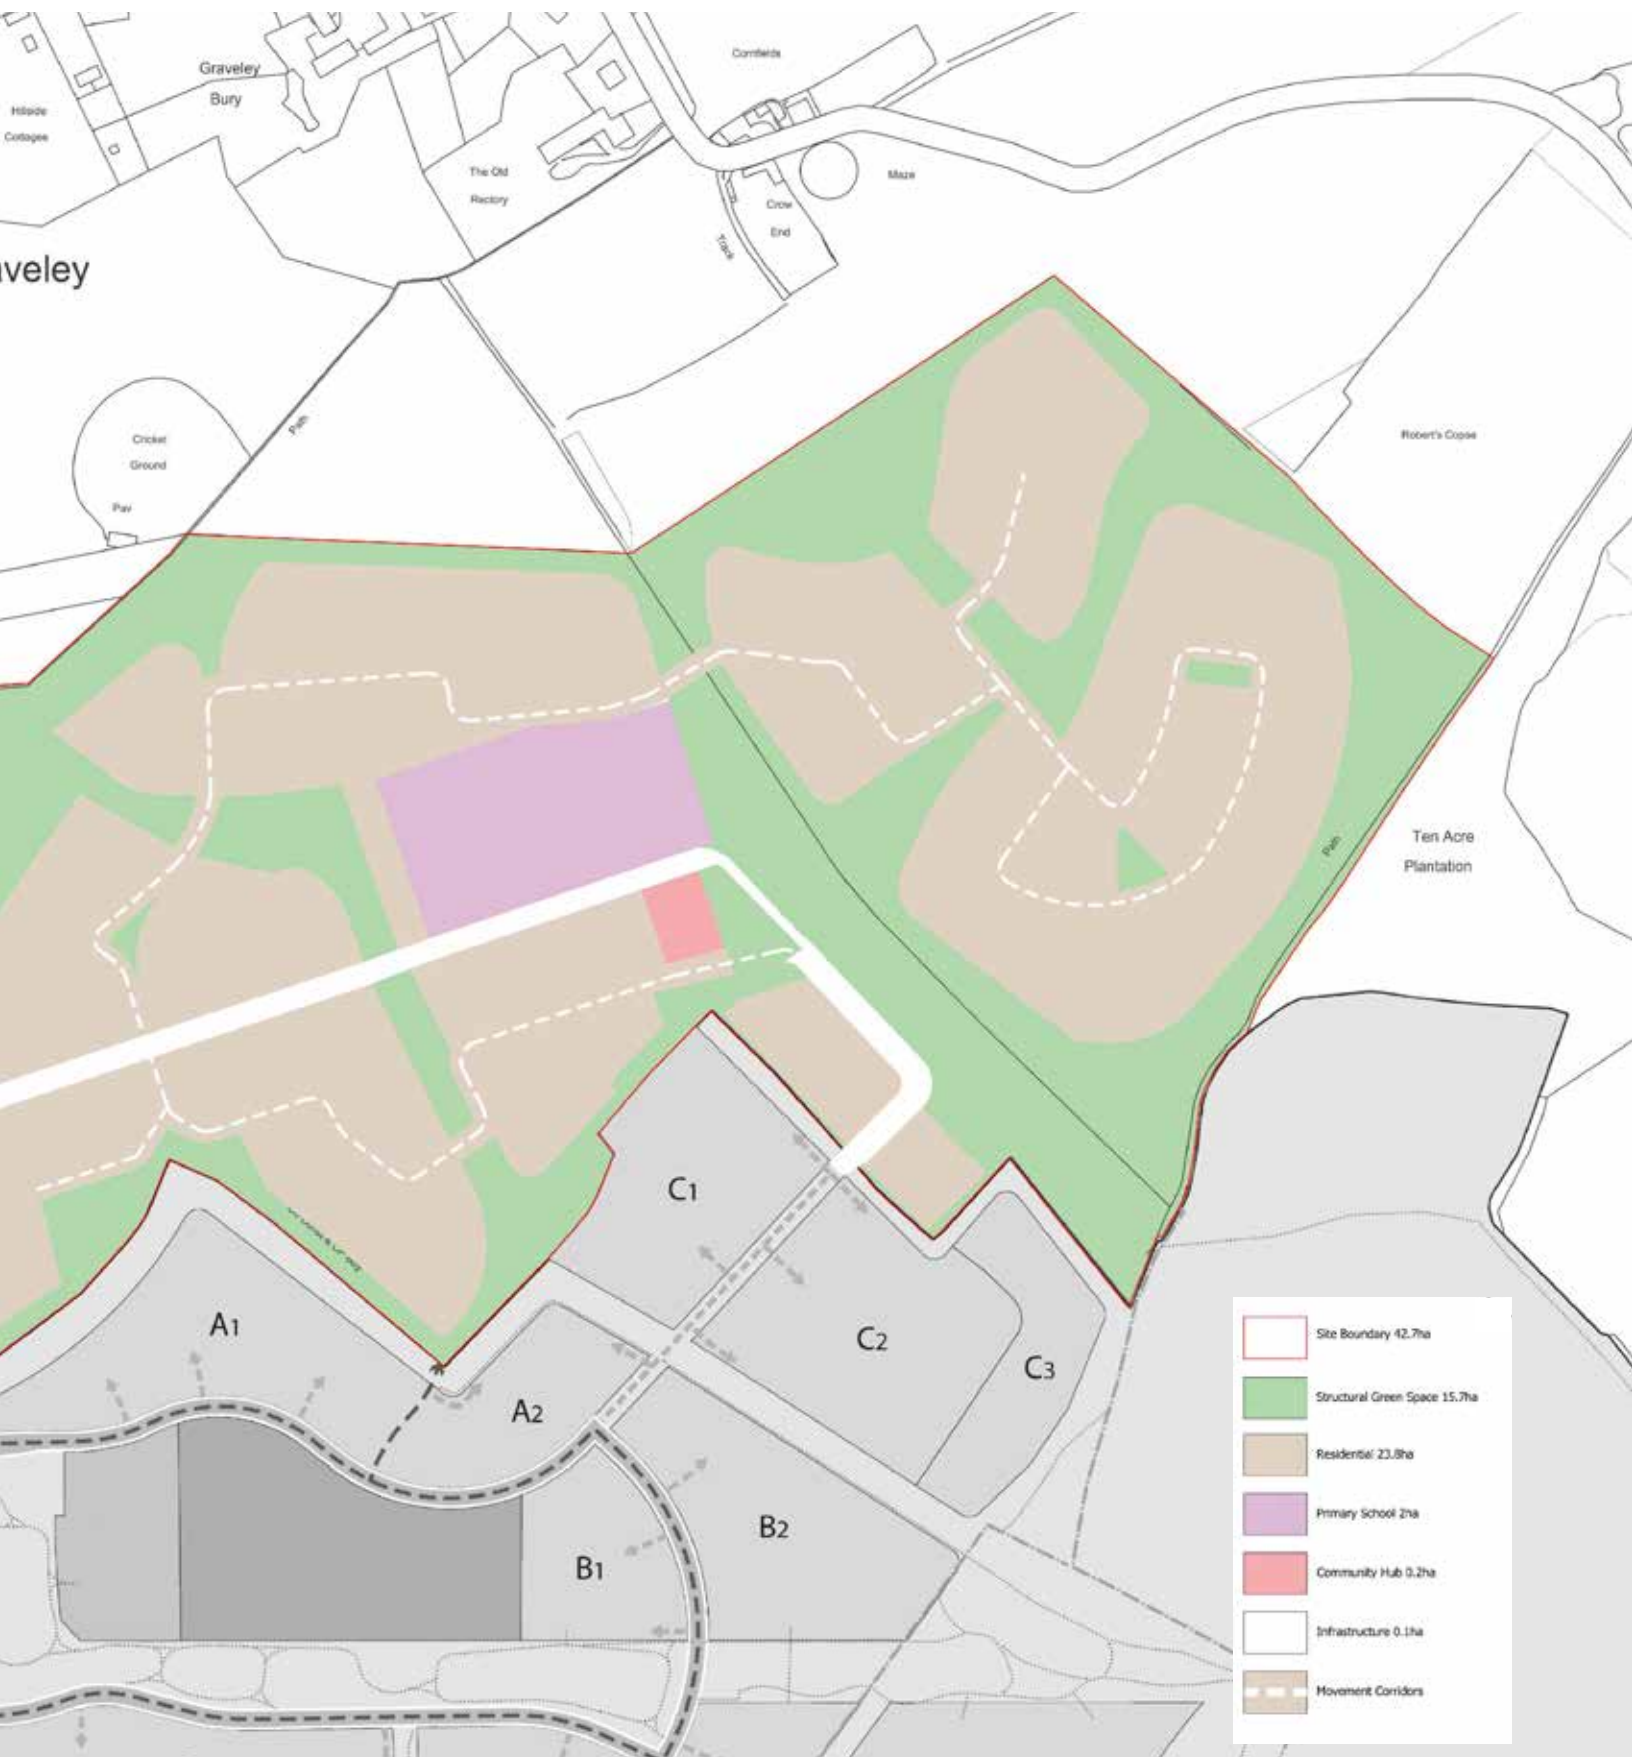 Cornfields
Graveley
Bury
Hillside
Cottages
The Old
Rectory
Maze
Crow
End
Track
aveley
Path
Cricket
Ground
Pav
Robert's Copse
Ten Acre
Plantation
Path
C1
A1
C2
C3
A2
B2
B1
Site Boundary 42.7ha
Structural Green Space 15.7ha
Residential 23.8ha
Primary School 2ha
Community Hub 0.2ha
Infrastructure 0.1ha
Movement Corridors